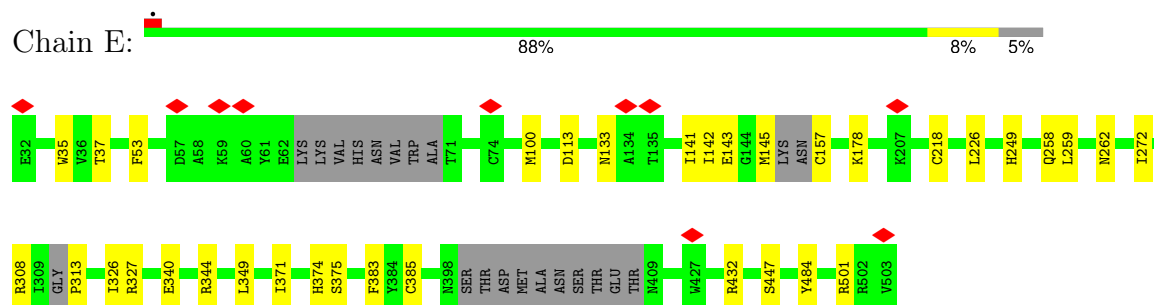 Chain E:
88% 8% 5%
E32 W35 V36 T37 F53 D57 A58 K59 A60 Y61 E62 LYS LYS VAL HIS ASN VAL TRP ALA T71 C74 M100 D113 N133 A134 T135 I141 I142 E143 G144 M145 LYS ASN C157 K178 K207 C218 L226 H249 Q258 L259 N262 I272
R308 I309 GLY P313 I326 R327 E340 R344 L349 I371 H374 S375 F383 Y384 C385 N398 SER THR ASP MET ALA ASN SER THR GLU THR N409 W427 R432 S447 Y484 R501 R502 V503